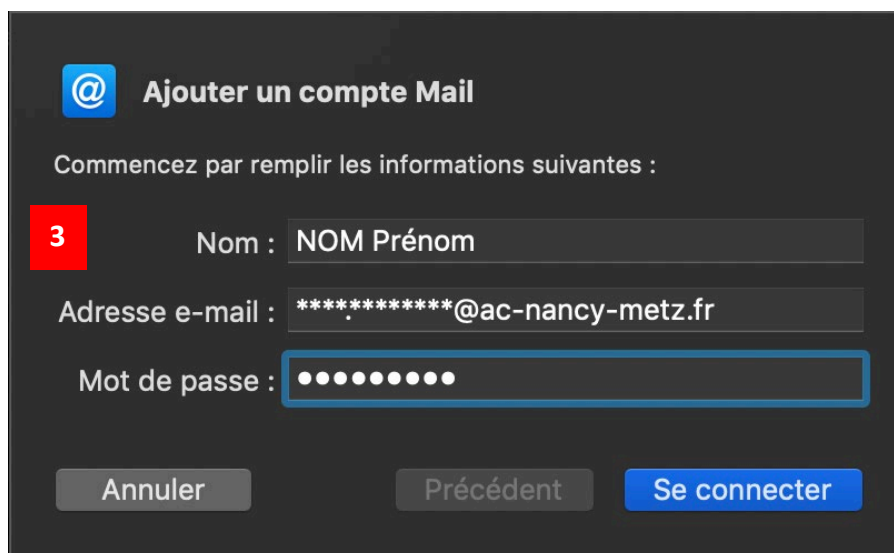 @ Ajouter un compte Mail
Commencez par remplir les informations suivantes :
3 Nom : NOM Prénom
Adresse e-mail : ****.********@ac-nancy-metz.fr
Mot de passe : •••••••••
Annuler Précédent Se connecter